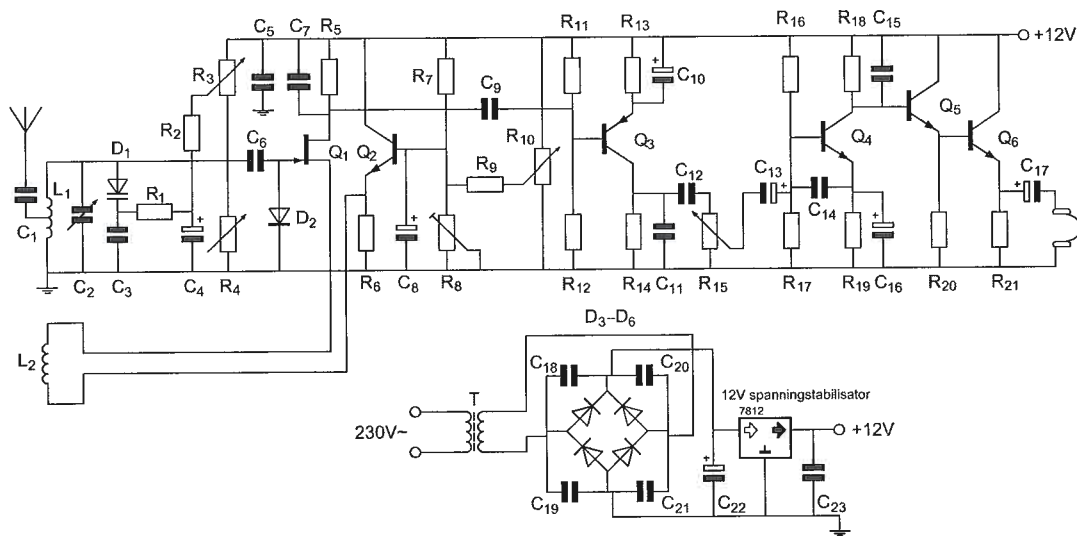 C5 C7 R5 R11 R13 R16 R18 C15
+12V
R3 R7 C9 C10
R2 R10 Q5
D1 C6 Q1 Q2 Q3 Q4 Q6
L1 R1 R9 C12 C13 C17
C1 D2 C14
C2 C3 C4 R4 R6 C8 R8 R12 R14 C11 R15 R17 R19 C16 R20 R21
L2
D3–D6
C18 C20
T
12V spanningstabilisator
7812
230V~
+12V
C19 C21 C22 C23